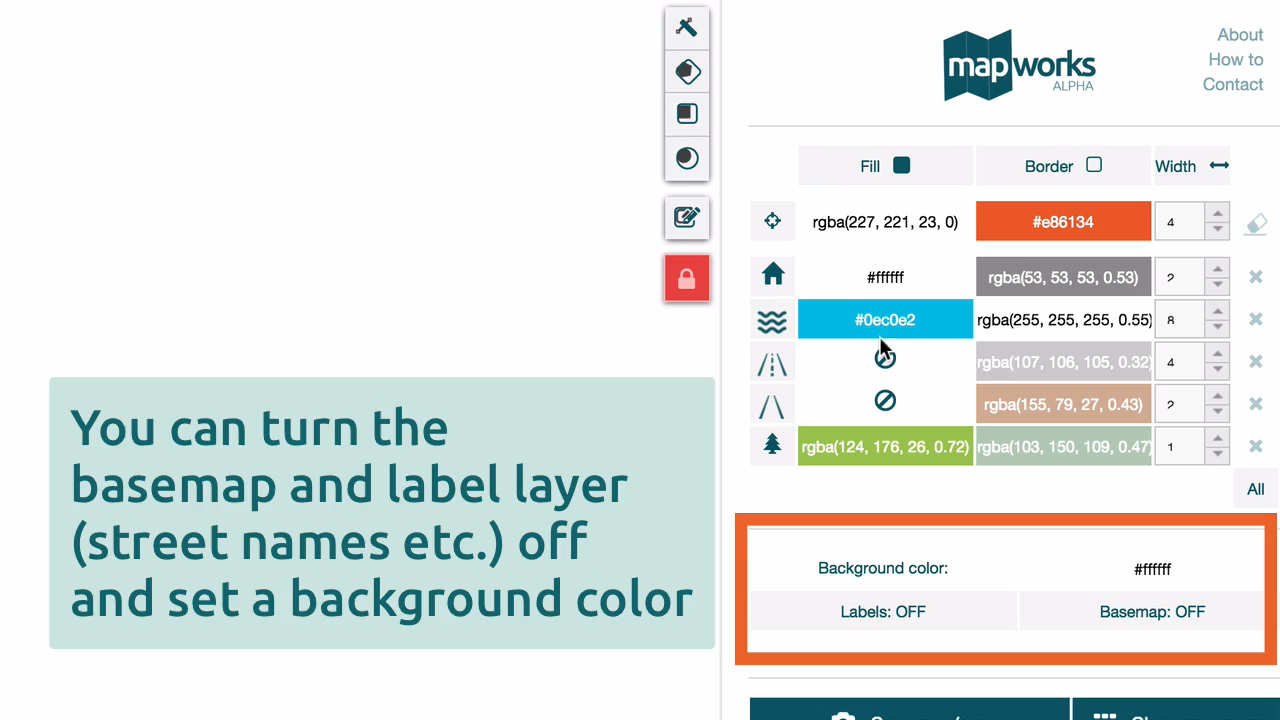 mapworks
ALPHA
About
How to
Contact
Fill
Border
Width
rgba(227, 221, 23, 0)
#e86134
4
#ffffff
rgba(53, 53, 53, 0.53)
2
#0ec0e2
rgba(255, 255, 255, 0.55)
8
rgba(107, 106, 105, 0.32)
4
rgba(155, 79, 27, 0.43)
2
rgba(124, 176, 26, 0.72)
rgba(103, 150, 109, 0.47)
1
All
You can turn the
basemap and label layer
(street names etc.) off
and set a background color
Background color:
#ffffff
Labels: OFF
Basemap: OFF